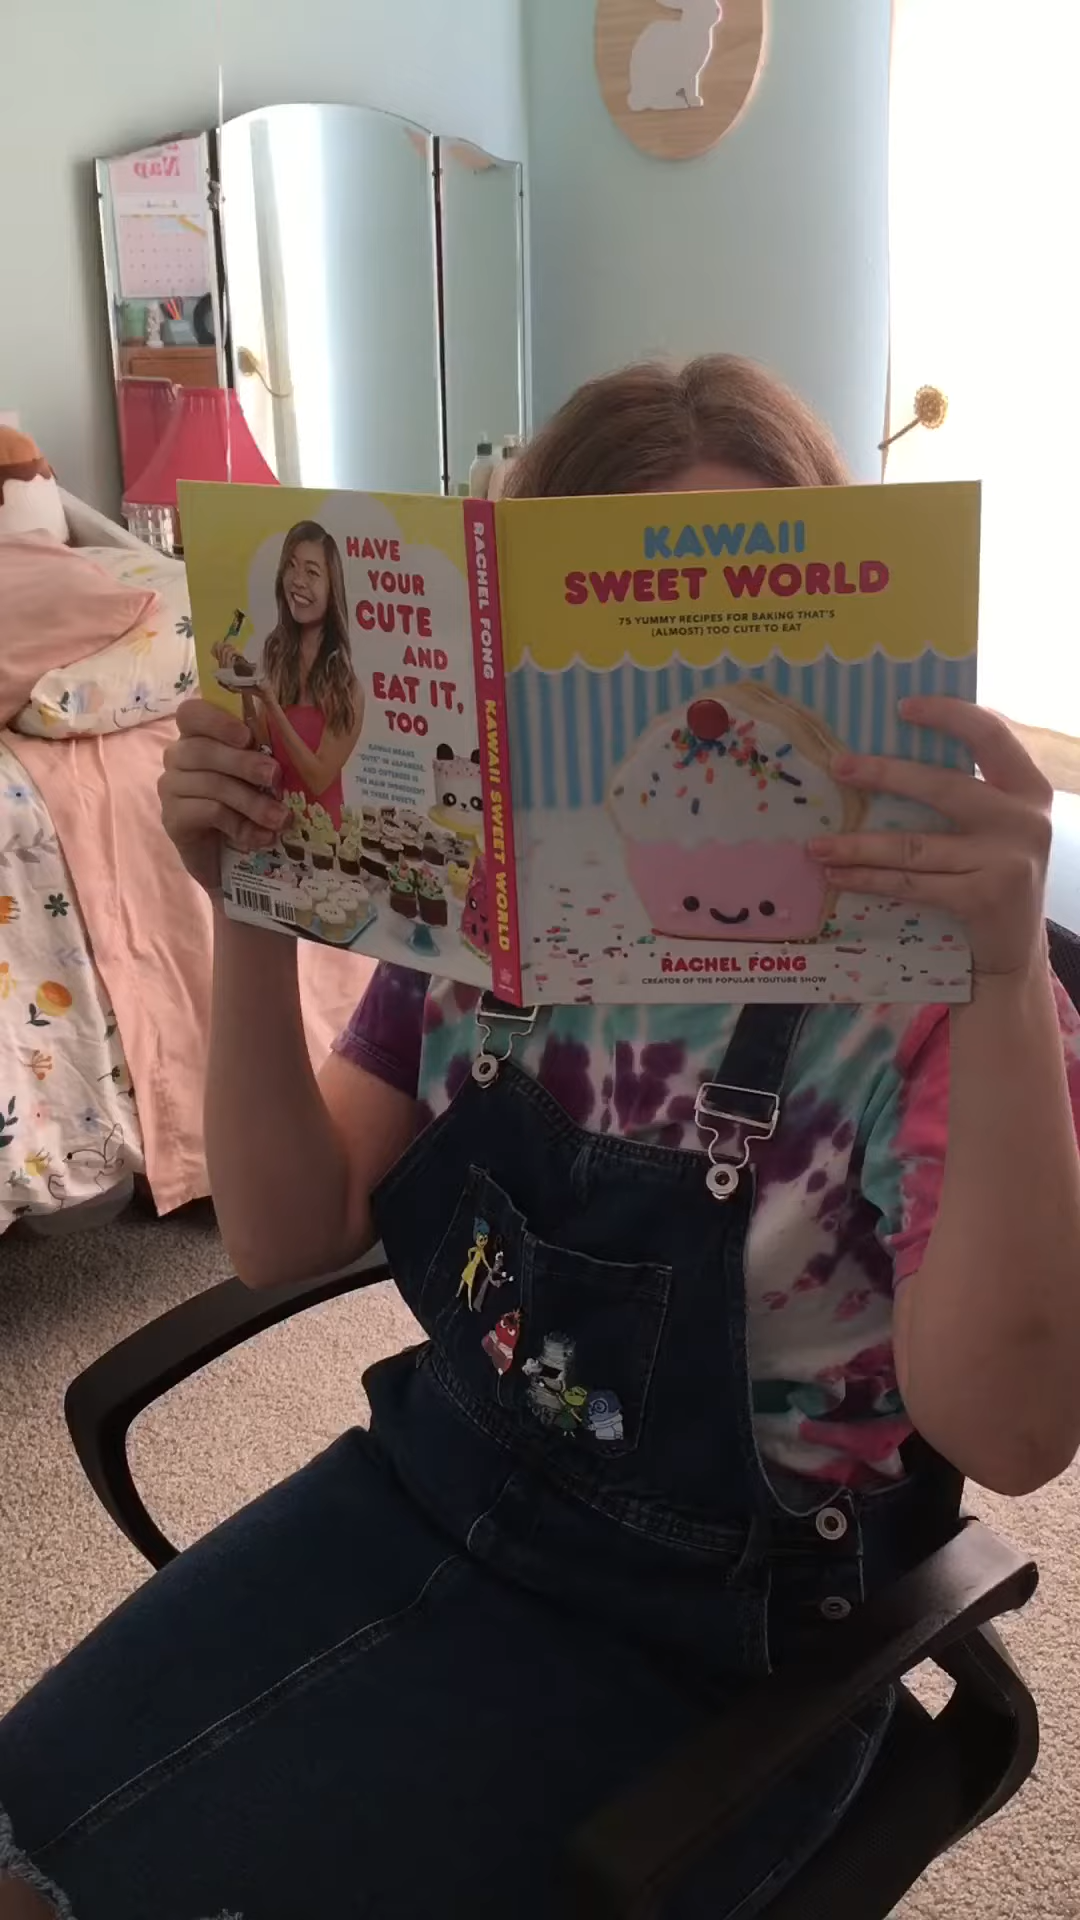 Nap
HAVE
YOUR
CUTE
AND
EAT IT,
TOO
KAWAII MEANS
"CUTE" IN JAPANESE,
AND CUTENESS IS
THE MAIN INGREDIENT
IN THESE SWEETS
RACHEL FONG KAWAII SWEET WORLD
KAWAII
SWEET WORLD
75 YUMMY RECIPES FOR BAKING THAT'S
(ALMOST) TOO CUTE TO EAT
RACHEL FONG
CREATOR OF THE POPULAR YOUTUBE SHOW